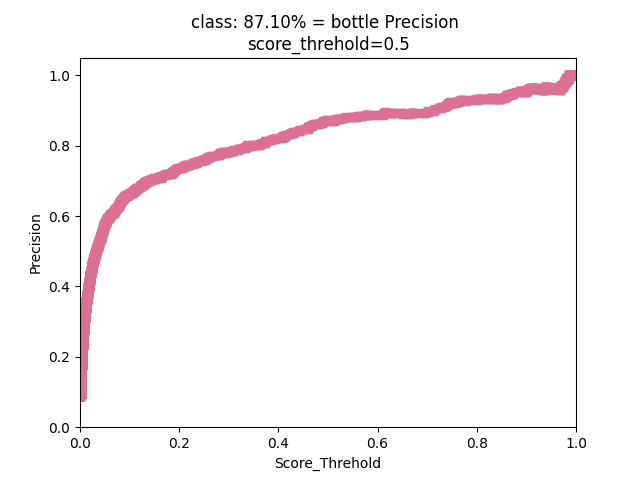 class: 87.10% = bottle Precision
score_threhold=0.5
1.0
0.8
0.6
0.4
0.2
0.0
Precision
0.0 0.2 0.4 0.6 0.8 1.0
Score_Threhold